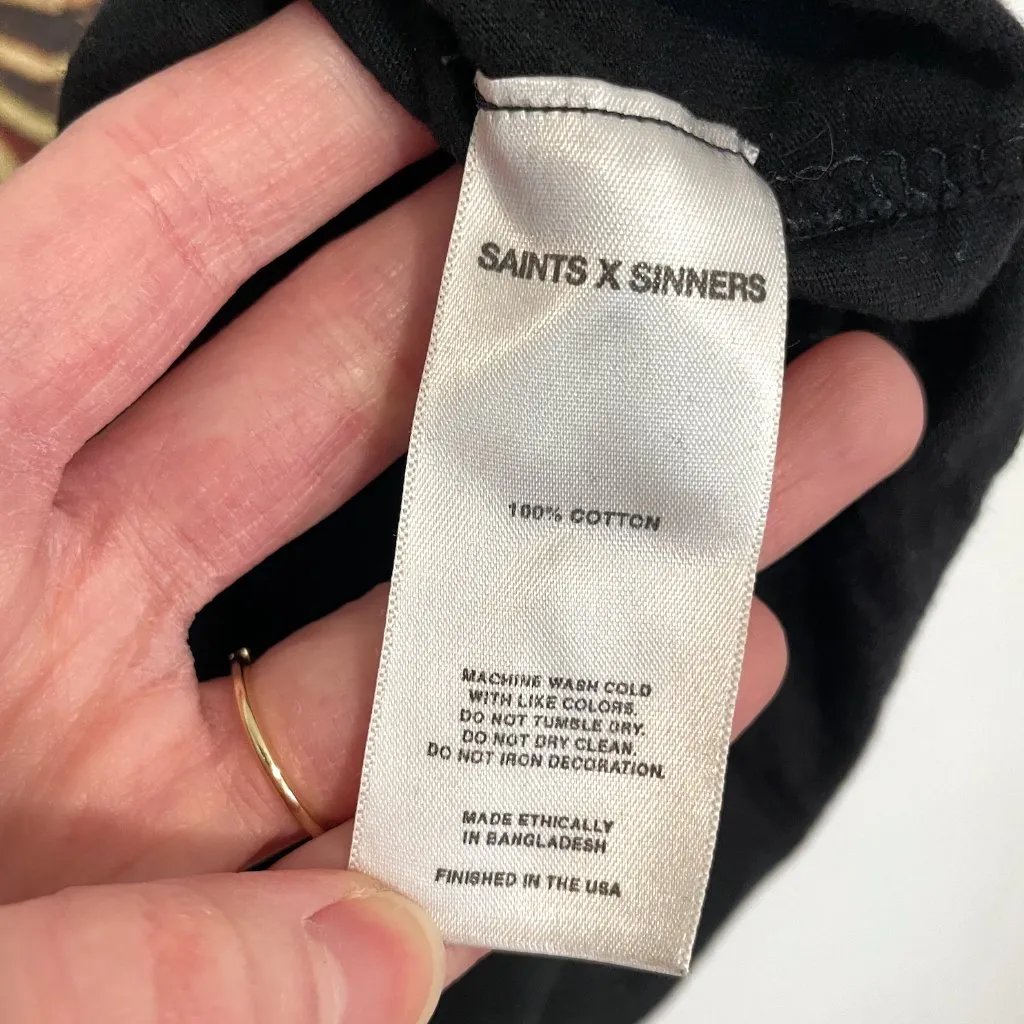 SAINTS X SINNERS
100% COTTON
MACHINE WASH COLD
WITH LIKE COLORS.
DO NOT TUMBLE DRY.
DO NOT DRY CLEAN.
DO NOT IRON DECORATION.
MADE ETHICALLY
IN BANGLADESH
FINISHED IN THE USA